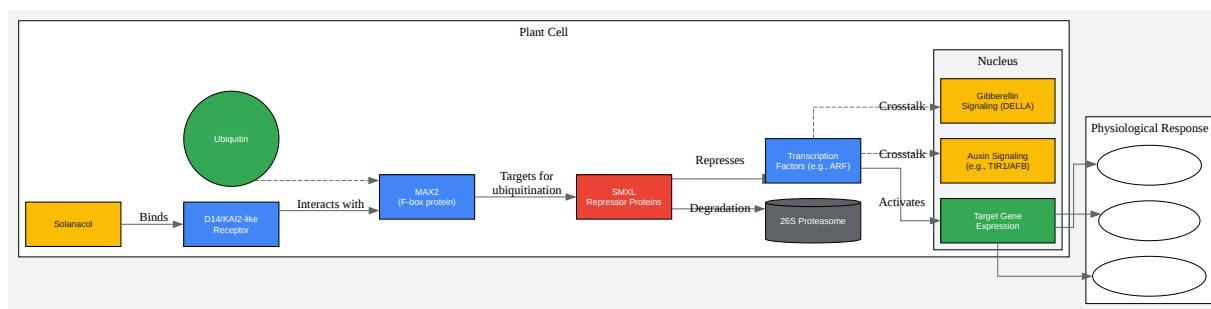 Plant Cell
Nucleus
Gibberellin
Signaling (DELLA)
Crosstalk
Physiological Response
Ubiquitin
Transcription
Factors (e.g., ARF)
Crosstalk
Auxin Signaling
(e.g., TIR1/AFB)
Represses
MAX2
(F-box protein)
Targets for
ubiquitination
SMXL
Repressor Proteins
Solanacol
Binds
D14/KAI2-like
Receptor
Interacts with
Degradation
26S Proteasome
Activates
Target Gene
Expression